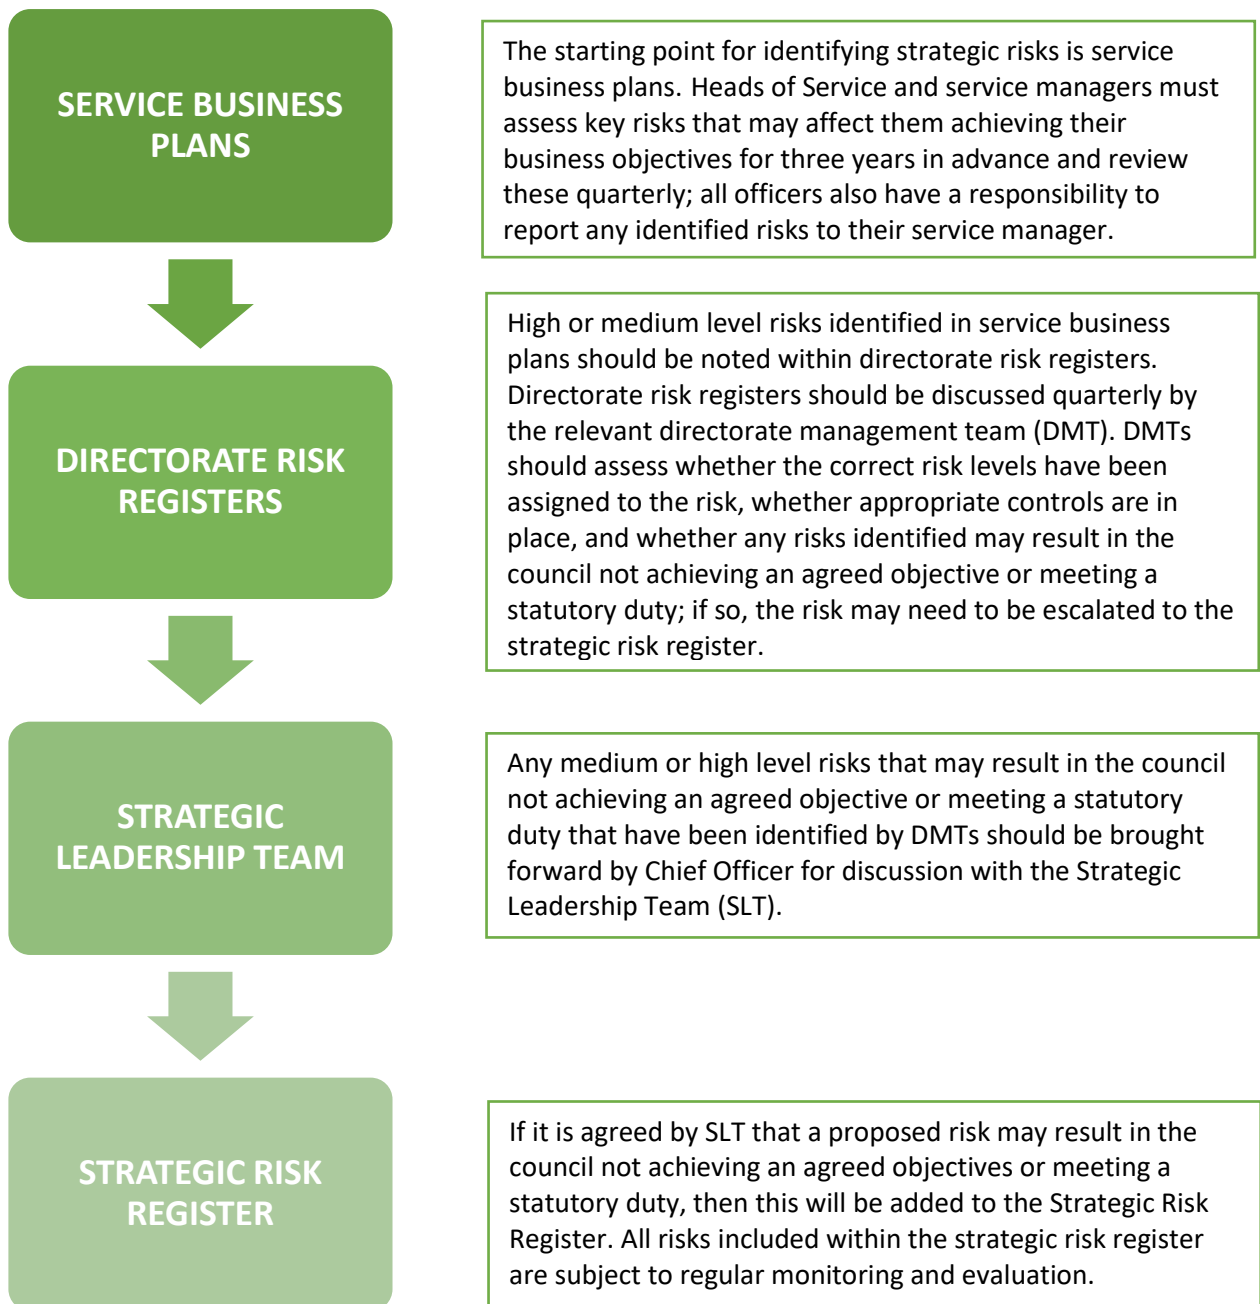 SERVICE BUSINESS
PLANS
The starting point for identifying strategic risks is service
business plans. Heads of Service and service managers must
assess key risks that may affect them achieving their
business objectives for three years in advance and review
these quarterly; all officers also have a responsibility to
report any identified risks to their service manager.
DIRECTORATE RISK
REGISTERS
High or medium level risks identified in service business
plans should be noted within directorate risk registers.
Directorate risk registers should be discussed quarterly by
the relevant directorate management team (DMT). DMTs
should assess whether the correct risk levels have been
assigned to the risk, whether appropriate controls are in
place, and whether any risks identified may result in the
council not achieving an agreed objective or meeting a
statutory duty; if so, the risk may need to be escalated to the
strategic risk register.
STRATEGIC
LEADERSHIP TEAM
Any medium or high level risks that may result in the council
not achieving an agreed objective or meeting a statutory
duty that have been identified by DMTs should be brought
forward by Chief Officer for discussion with the Strategic
Leadership Team (SLT).
STRATEGIC RISK
REGISTER
If it is agreed by SLT that a proposed risk may result in the
council not achieving an agreed objectives or meeting a
statutory duty, then this will be added to the Strategic Risk
Register. All risks included within the strategic risk register
are subject to regular monitoring and evaluation.